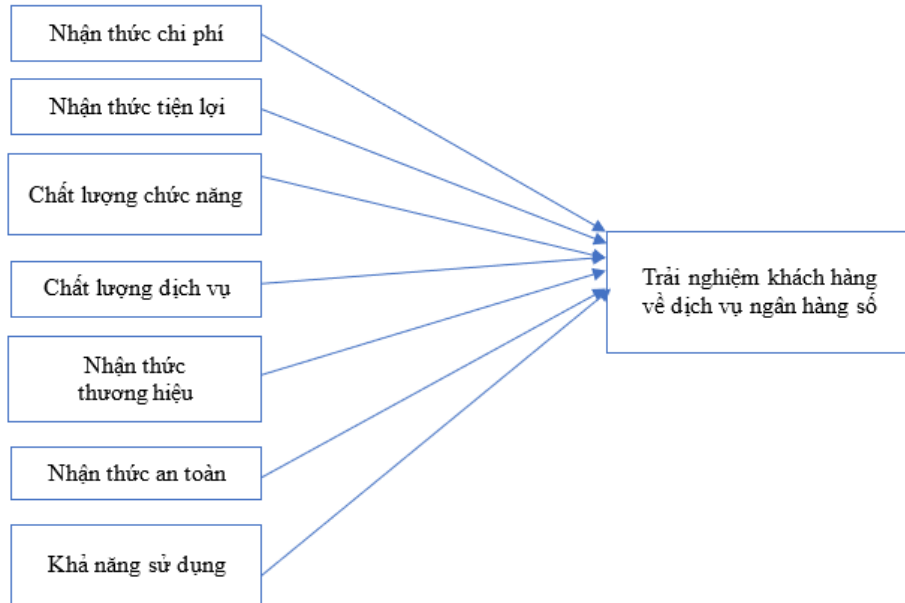 Nhận thức chi phí
Nhận thức tiện lợi
Chất lượng chức năng
Chất lượng dịch vụ
Nhận thức
thương hiệu
Nhận thức an toàn
Khả năng sử dụng
Trải nghiệm khách hàng
về dịch vụ ngân hàng số